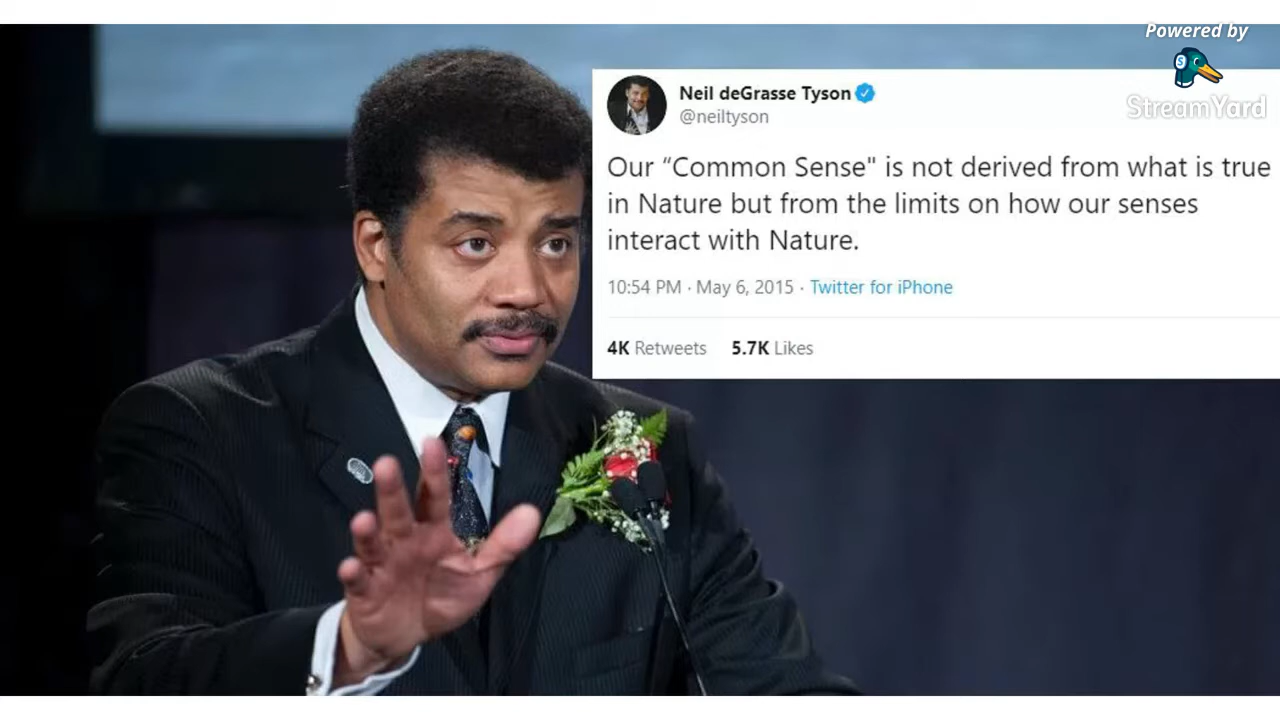 Powered by
StreamYard
Neil deGrasse Tyson
@neiltyson
Our “Common Sense" is not derived from what is true
in Nature but from the limits on how our senses
interact with Nature.
10:54 PM · May 6, 2015 · Twitter for iPhone
4K Retweets 5.7K Likes